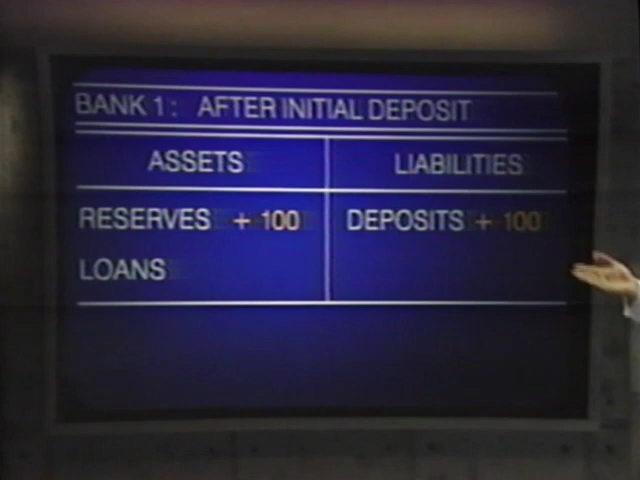 BANK 1: AFTER INITIAL DEPOSIT
ASSETS LIABILITIES
RESERVES + 100 DEPOSITS + 100
LOANS